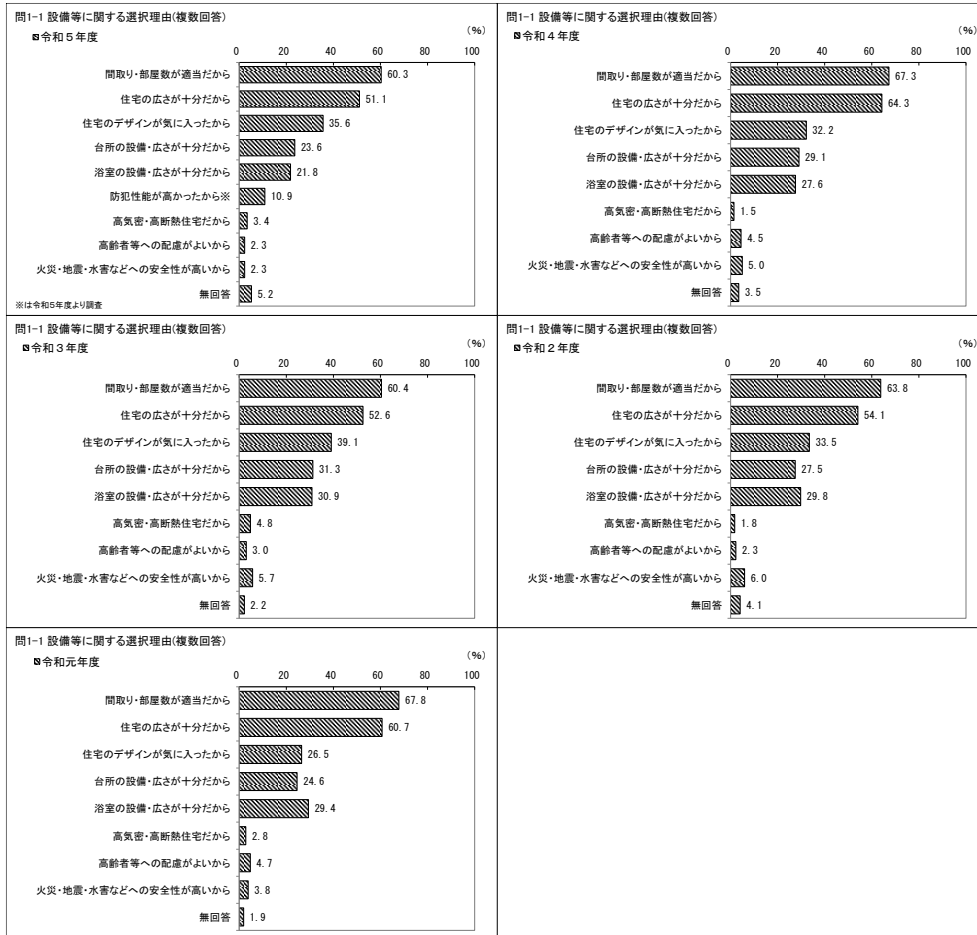 問1-1 設備等に関する選択理由(複数回答)
令和５年度
(%)
0 20 40 60 80 100
間取り・部屋数が適当だから 60.3
住宅の広さが十分だから 51.1
住宅のデザインが気に入ったから 35.6
台所の設備・広さが十分だから 23.6
浴室の設備・広さが十分だから 21.8
防犯性能が高かったから※ 10.9
高気密・高断熱住宅だから 3.4
高齢者等への配慮がよいから 2.3
火災・地震・水害などへの安全性が高いから 2.3
無回答 5.2
※は令和5年度より調査
問1-1 設備等に関する選択理由(複数回答)
令和４年度
(%)
0 20 40 60 80 100
間取り・部屋数が適当だから 67.3
住宅の広さが十分だから 64.3
住宅のデザインが気に入ったから 32.2
台所の設備・広さが十分だから 29.1
浴室の設備・広さが十分だから 27.6
高気密・高断熱住宅だから 1.5
高齢者等への配慮がよいから 4.5
火災・地震・水害などへの安全性が高いから 5.0
無回答 3.5
問1-1 設備等に関する選択理由(複数回答)
令和３年度
(%)
0 20 40 60 80 100
間取り・部屋数が適当だから 60.4
住宅の広さが十分だから 52.6
住宅のデザインが気に入ったから 39.1
台所の設備・広さが十分だから 31.3
浴室の設備・広さが十分だから 30.9
高気密・高断熱住宅だから 4.8
高齢者等への配慮がよいから 3.0
火災・地震・水害などへの安全性が高いから 5.7
無回答 2.2
問1-1 設備等に関する選択理由(複数回答)
令和２年度
(%)
0 20 40 60 80 100
間取り・部屋数が適当だから 63.8
住宅の広さが十分だから 54.1
住宅のデザインが気に入ったから 33.5
台所の設備・広さが十分だから 27.5
浴室の設備・広さが十分だから 29.8
高気密・高断熱住宅だから 1.8
高齢者等への配慮がよいから 2.3
火災・地震・水害などへの安全性が高いから 6.0
無回答 4.1
問1-1 設備等に関する選択理由(複数回答)
令和元年度
(%)
0 20 40 60 80 100
間取り・部屋数が適当だから 67.8
住宅の広さが十分だから 60.7
住宅のデザインが気に入ったから 26.5
台所の設備・広さが十分だから 24.6
浴室の設備・広さが十分だから 29.4
高気密・高断熱住宅だから 2.8
高齢者等への配慮がよいから 4.7
火災・地震・水害などへの安全性が高いから 3.8
無回答 1.9